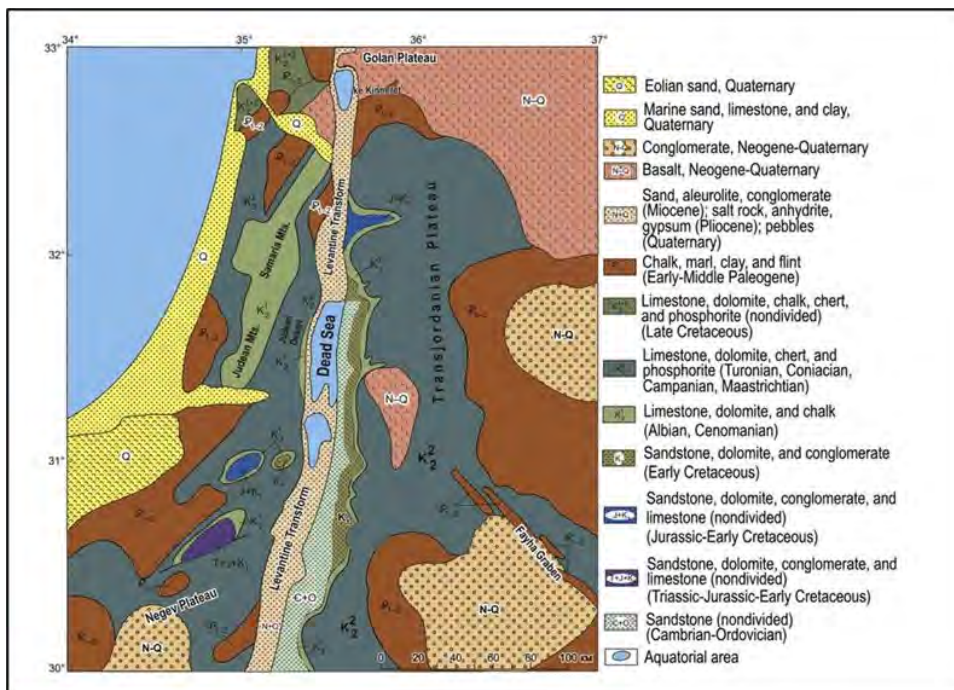 33°
35°
36°
37°
Golan Plateau
ke Kinneret
N–Q
Q
Levantine Transform
Samaria Mts.
32°
Judean Mts.
Judean Desert
Dead Sea
Transjordanian Plateau
N-Q
N–Q
31°
Q
K₂²
Levantine Transform
Fayha Graben
Negev Plateau
Є+O
N-Q
N-Q
N+Q
K₂²
30°
34°
0 20 40 60 80 100 км
Q Eolian sand, Quaternary
Marine sand, limestone, and clay,
Quaternary
N-Q Conglomerate, Neogene-Quaternary
N-Q Basalt, Neogene-Quaternary
N+Q Sand, aleurolite, conglomerate
(Miocene); salt rock, anhydrite,
gypsum (Pliocene); pebbles
(Quaternary)
Chalk, marl, clay, and flint
(Early-Middle Paleogene)
Limestone, dolomite, chalk, chert,
and phosphorite (nondivided)
(Late Cretaceous)
Limestone, dolomite, chert, and
phosphorite (Turonian, Coniacian,
Campanian, Maastrichtian)
Limestone, dolomite, and chalk
(Albian, Cenomanian)
Sandstone, dolomite, and conglomerate
(Early Cretaceous)
J+K₁ Sandstone, dolomite, conglomerate, and
limestone (nondivided)
(Jurassic-Early Cretaceous)
Sandstone, dolomite, conglomerate, and
limestone (nondivided)
(Triassic-Jurassic-Early Cretaceous)
Є+O Sandstone (nondivided)
(Cambrian-Ordovician)
Aquatorial area